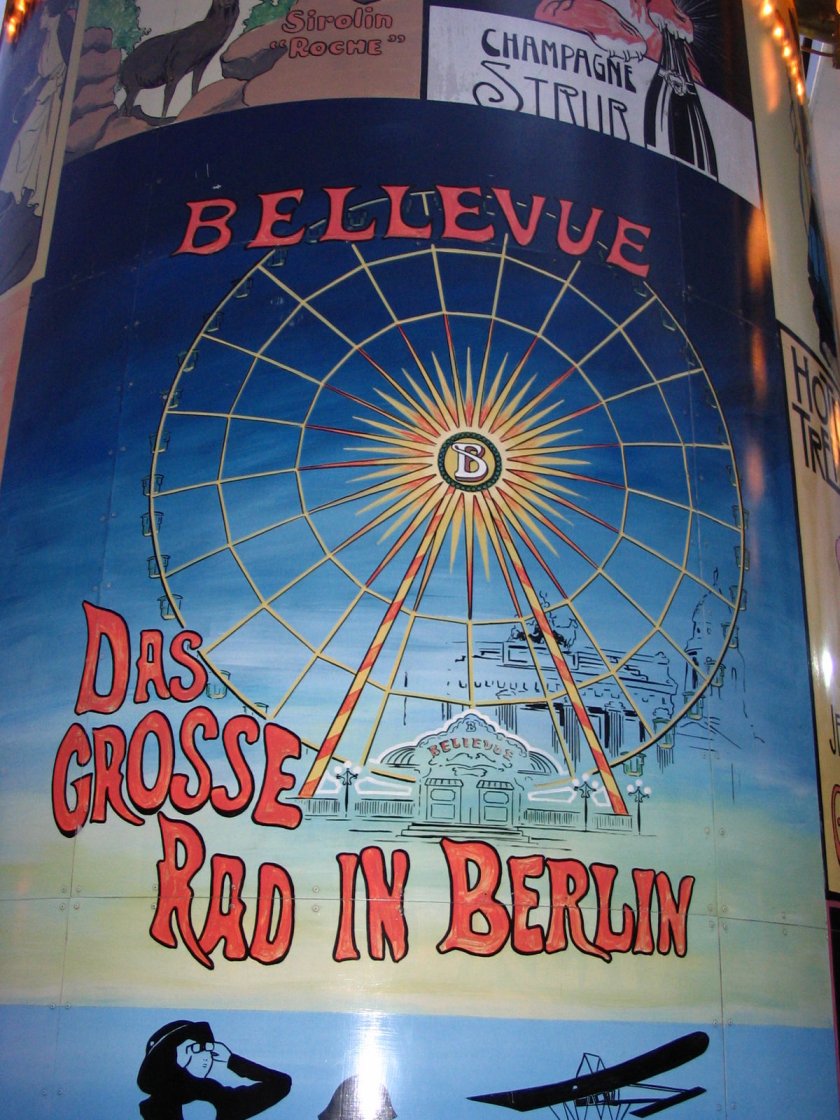 Sirolin
"Roche"
CHAMPAGNE
STRUR
BELLEVUE
B
DAS
GROSSE
RAD IN BERLIN
B
BELLEVUE